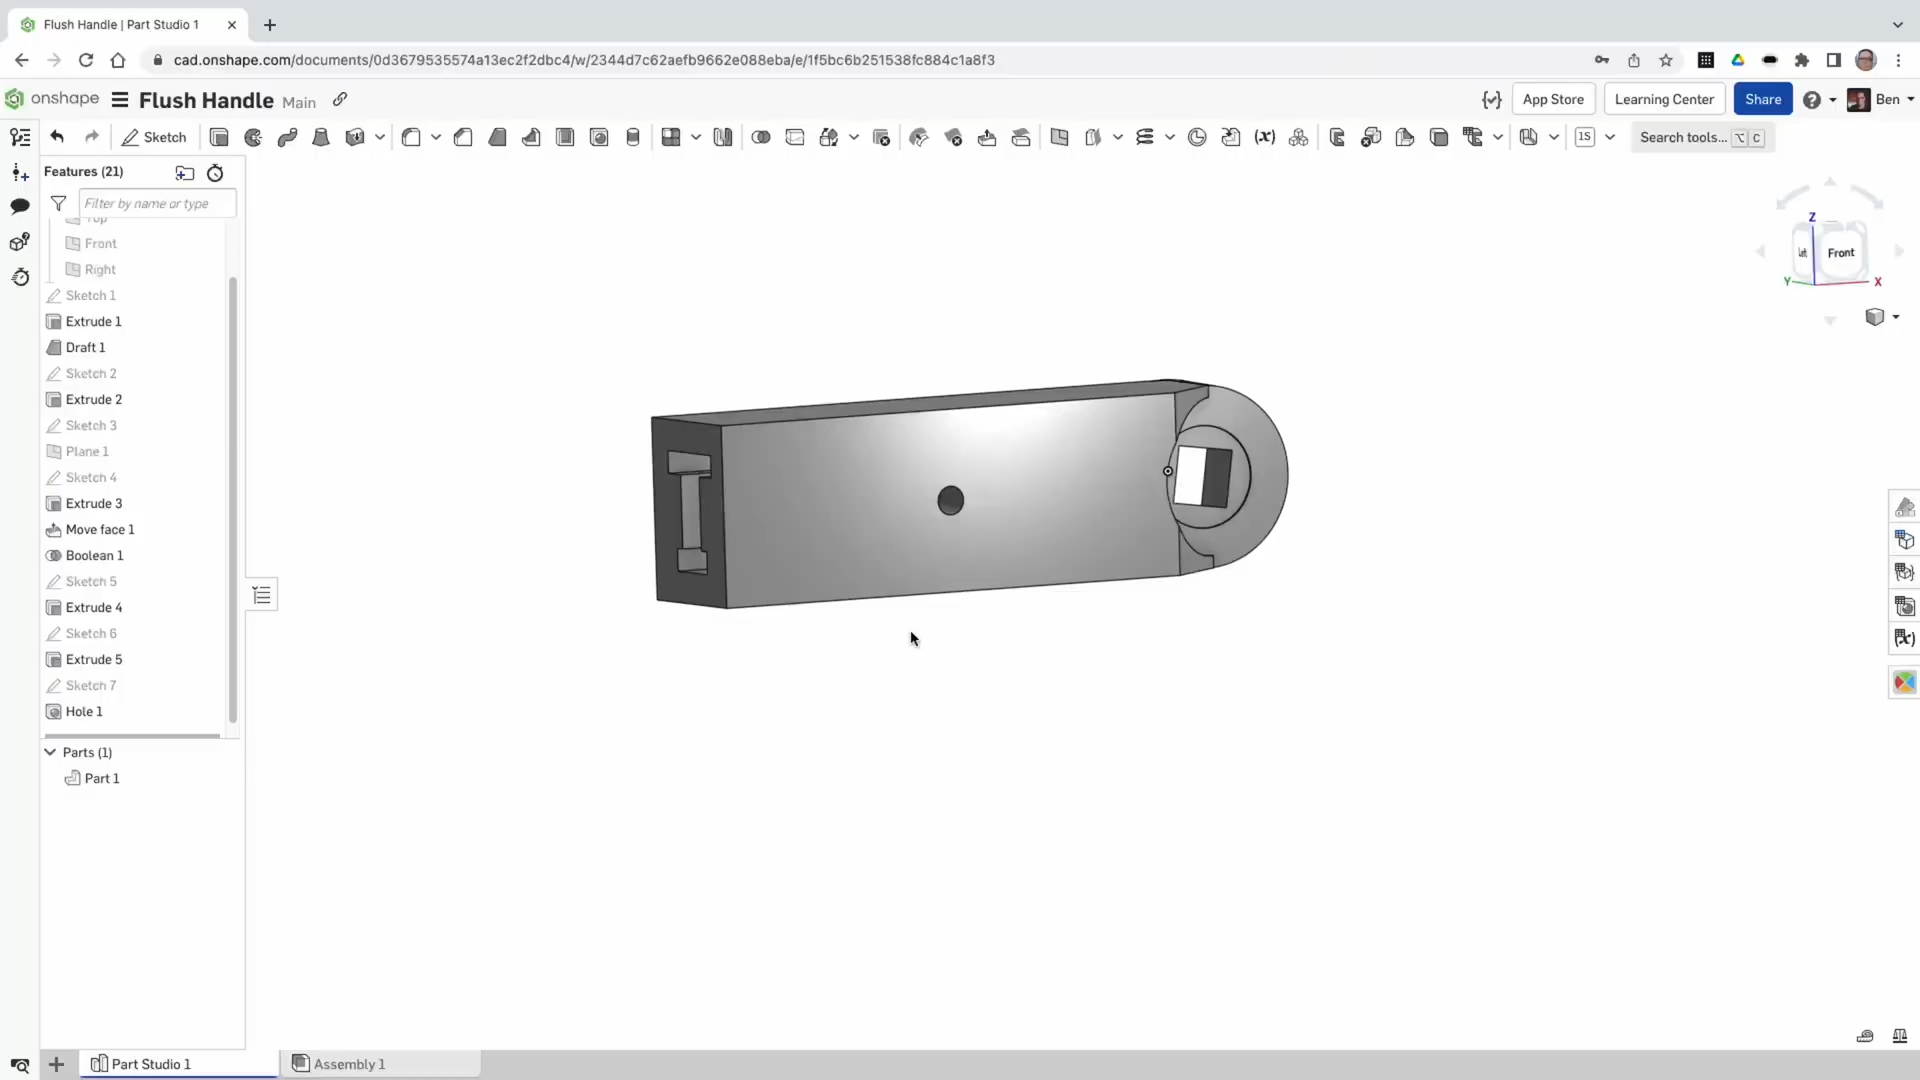 Flush Handle | Part Studio 1
cad.onshape.com/documents/0d3679535574a13ec2f2dbc4/w/2344d7c62aefb9662e088eba/e/1f5bc6b251538fc884c1a8f3
onshape Flush Handle Main
App Store Learning Center Share Ben
Sketch
1S
Search tools... ⌥ C
Features (21)
Filter by name or type
Top
Front
Right
Sketch 1
Extrude 1
Draft 1
Sketch 2
Extrude 2
Sketch 3
Plane 1
Sketch 4
Extrude 3
Move face 1
Boolean 1
Sketch 5
Extrude 4
Sketch 6
Extrude 5
Sketch 7
Hole 1
Parts (1)
Part 1
Z
Left Front
Y X
Part Studio 1 Assembly 1